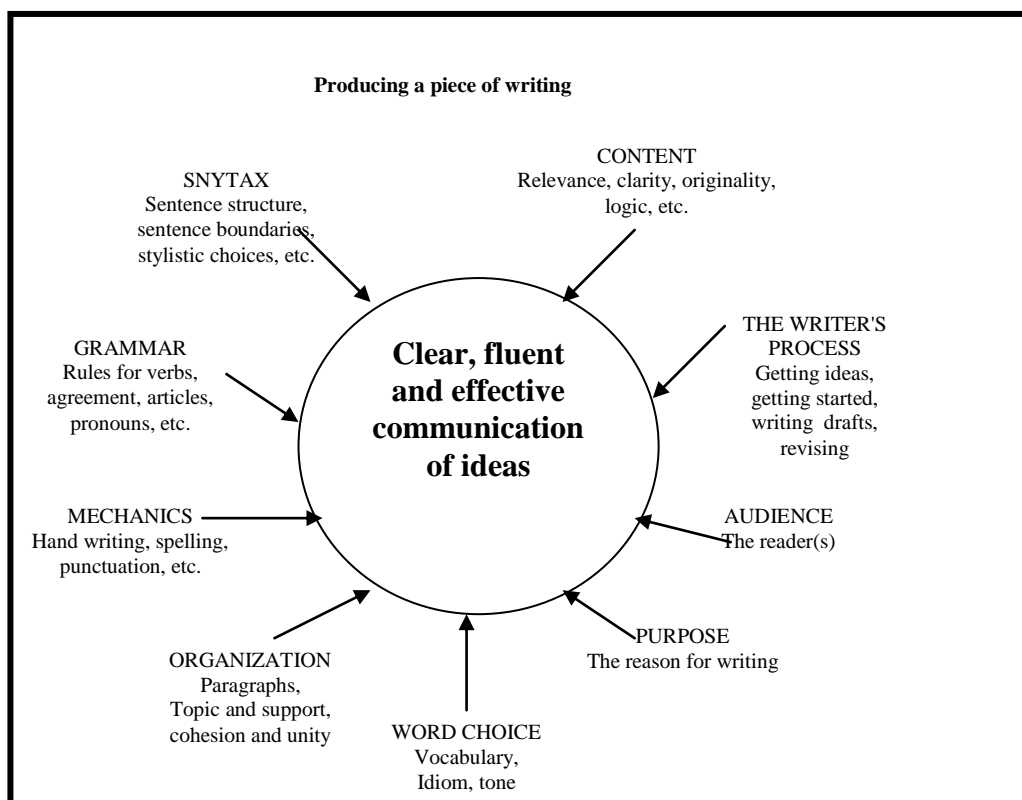 Producing a piece of writing
SNYTAX
Sentence structure,
sentence boundaries,
stylistic choices, etc.
CONTENT
Relevance, clarity, originality,
logic, etc.
GRAMMAR
Rules for verbs,
agreement, articles,
pronouns, etc.
Clear, fluent
and effective
communication
of ideas
THE WRITER'S
PROCESS
Getting ideas,
getting started,
writing drafts,
revising
MECHANICS
Hand writing, spelling,
punctuation, etc.
AUDIENCE
The reader(s)
ORGANIZATION
Paragraphs,
Topic and support,
cohesion and unity
WORD CHOICE
Vocabulary,
Idiom, tone
PURPOSE
The reason for writing